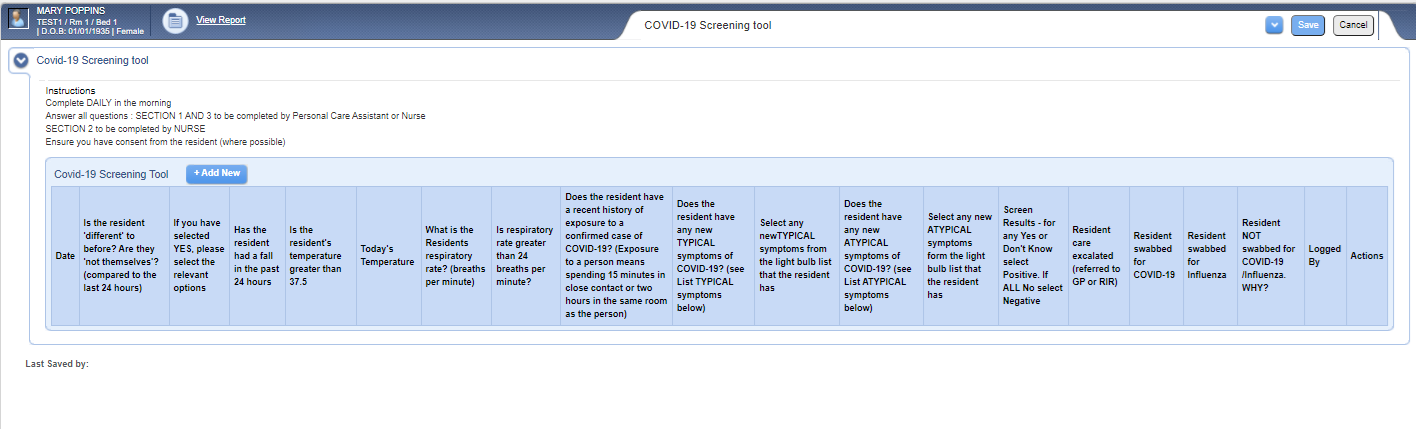 MARY POPPINS
TEST1 / Rm 1 / Bed 1
| D.O.B: 01/01/1935 | Female
View Report
COVID-19 Screening tool
Save
Cancel
Covid-19 Screening tool
Instructions
Complete DAILY in the morning
Answer all questions : SECTION 1 AND 3 to be completed by Personal Care Assistant or Nurse
SECTION 2 to be completed by NURSE
Ensure you have consent from the resident (where possible)
Covid-19 Screening Tool
+ Add New
Date
Is the resident
'different' to
before? Are they
'not themselves'?
(compared to the
last 24 hours)
If you have
selected
YES, please
select the
relevant
options
Has the
resident
had a fall
in the past
24 hours
Is the
resident's
temperature
greater than
37.5
Today's
Temperature
What is the
Residents
respiratory
rate? (breaths
per minute)
Is respiratory
rate greater
than 24
breaths per
minute?
Does the resident have
a recent history of
exposure to a
confirmed case of
COVID-19? (Exposure
to a person means
spending 15 minutes in
close contact or two
hours in the same room
as the person)
Does the
resident have
any new
TYPICAL
symptoms of
COVID-19? (see
List TYPICAL
symptoms
below)
Select any
newTYPICAL
symptoms from
the light bulb list
that the resident
has
Does the
resident have
any new
ATYPICAL
symptoms of
COVID-19? (see
List ATYPICAL
symptoms
below)
Select any new
ATYPICAL
symptoms
form the light
bulb list that
the resident
has
Screen
Results - for
any Yes or
Don't Know
select
Positive. If
ALL No select
Negative
Resident
care
excalated
(referred to
GP or RIR)
Resident
swabbed
for
COVID-19
Resident
swabbed
for
Influenza
Resident
NOT
swabbed for
COVID-19
/Influenza.
WHY?
Logged
By
Actions
Last Saved by: